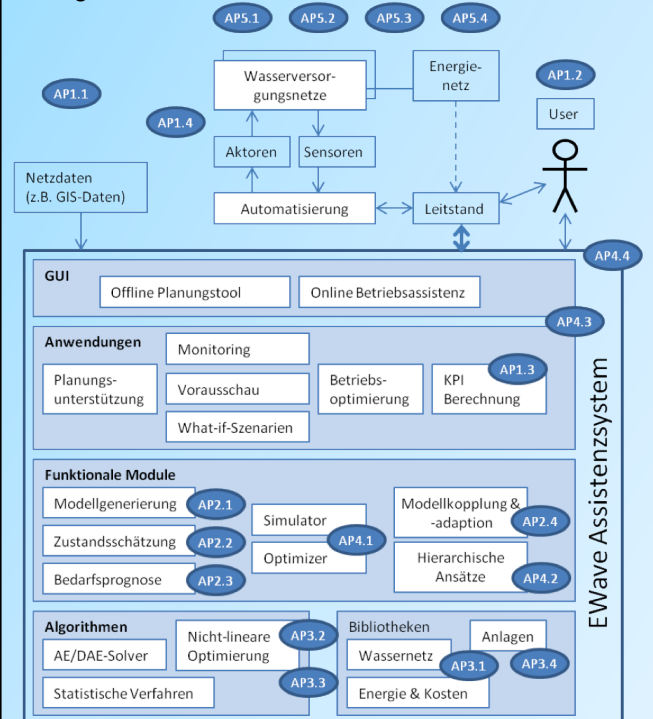 AP5.1 AP5.2 AP5.3 AP5.4
Wasserversor-
gungsnetze
Energie-
netz
AP1.2
User
AP1.1
AP1.4
Aktoren
Sensoren
Netzdaten
(z.B. GIS-Daten)
Automatisierung
Leitstand
AP4.4
GUI
Offline Planungstool
Online Betriebsassistenz
AP4.3
Anwendungen
Monitoring
Planungs-
unterstützung
Vorausschau
What-if-Szenarien
Betriebs-
optimierung
KPI
Berechnung
AP1.3
EWave Assistenzsystem
Funktionale Module
Modellgenerierung
AP2.1
Zustandsschätzung
AP2.2
Bedarfsprognose
AP2.3
Simulator
Optimizer
AP4.1
Modellkopplung &
-adaption
AP2.4
Hierarchische
Ansätze
AP4.2
Algorithmen
AE/DAE-Solver
Nicht-lineare
Optimierung
AP3.2
Statistische Verfahren
AP3.3
Bibliotheken
Wassernetz
Anlagen
AP3.1
AP3.4
Energie & Kosten